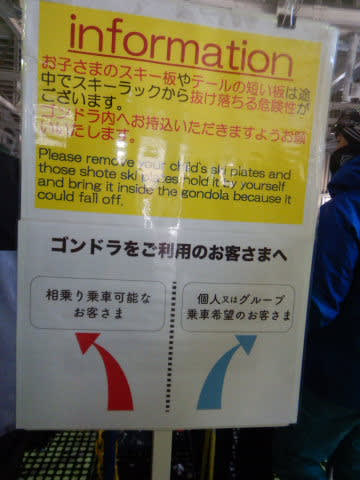 information
お子さまのスキー板やテールの短い板は途
中でスキーラックから抜け落ちる危険性が
ございます。
ゴンドラ内へお持込いただきますようお願
いいたします。
Please remove your child's ski plates and
those shote ski plates,hold it by yourself
and bring it inside the gondola because it
could fall off.
ゴンドラをご利用のお客さまへ
相乗り乗車可能な
お客さま
個人又はグループ
乗車希望のお客さま